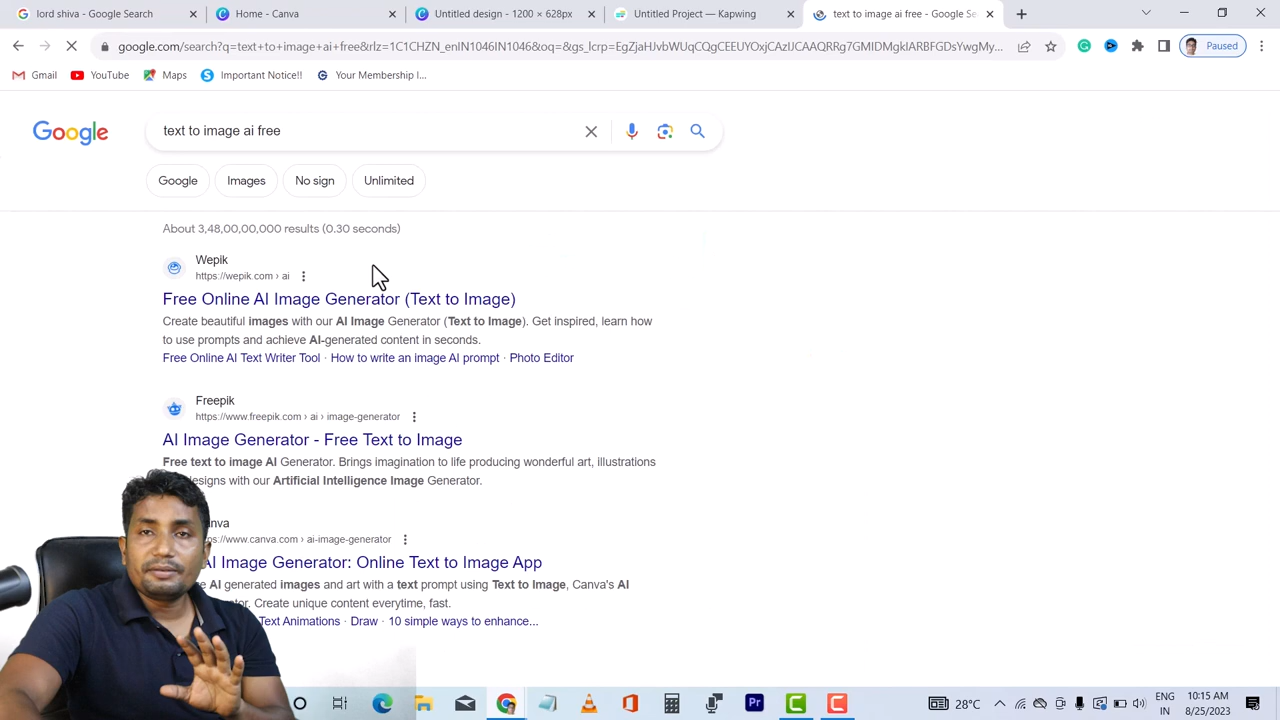 lord shiva - Google Search
Home - Canva
Untitled design - 1200 × 628px
Untitled Project — Kapwing
text to image ai free - Google Se
google.com/search?q=text+to+image+ai+free&rlz=1C1YTUH_
Paused
Gmail
YouTube
Maps
Important Notice!!
Your Membership I...
Google
text to image ai free
Google
Images
No sign
Unlimited
About 3,48,00,00,000 results (0.30 seconds)
Wepik
https://wepik.com › ai
Free Online AI Image Generator (Text to Image)
Create beautiful images with our AI Image Generator (Text to Image). Get inspired, learn how
to use prompts and achieve AI-generated content in seconds.
Free Online AI Text Writer Tool · How to write an image AI prompt · Photo Editor
Freepik
https://www.freepik.com › ai › image-generator
AI Image Generator - Free Text to Image
Free text to image AI Generator. Brings imagination to life producing wonderful art, illustrations
designs with our Artificial Intelligence Image Generator.
nva
ps://www.canva.com › ai-image-generator
AI Image Generator: Online Text to Image App
AI generated images and art with a text prompt using Text to Image, Canva's AI
ator. Create unique content everytime, fast.
Text Animations · Draw · 10 simple ways to enhance...
Pr
28°C
ENG
IN
10:15 AM
8/25/2023